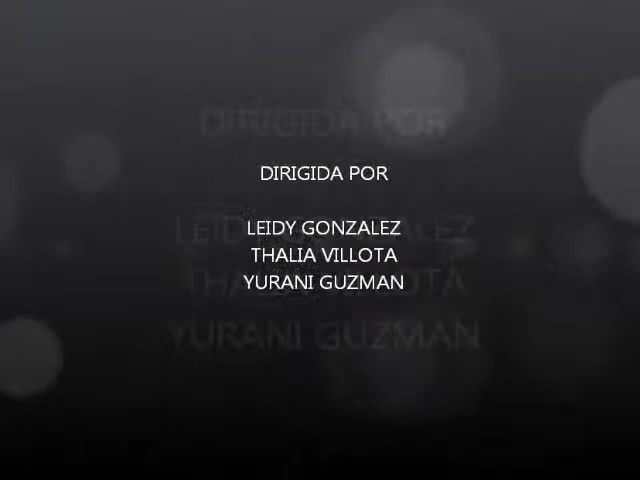 DIRIGIDA POR
LEIDY GONZALEZ
THALIA VILLOTA
YURANI GUZMAN